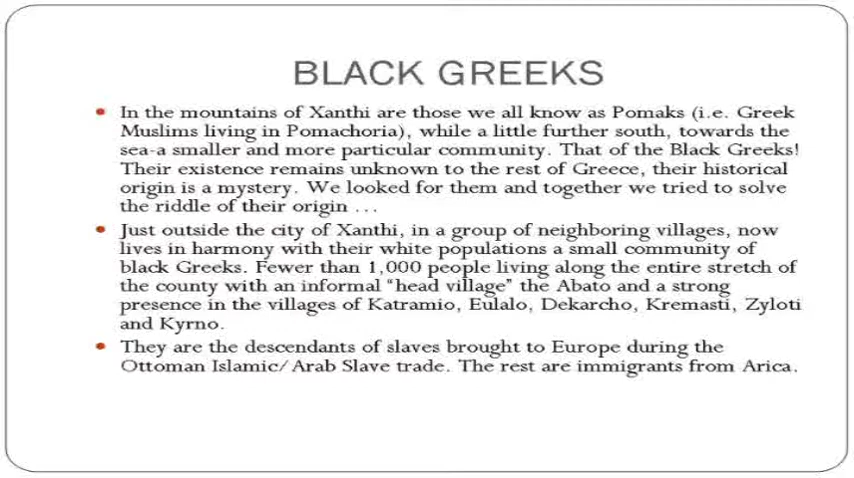 BLACK GREEKS
• In the mountains of Xanthi are those we all know as Pomaks (i.e. Greek
Muslims living in Pomachoria), while a little further south, towards the
sea-a smaller and more particular community. That of the Black Greeks!
Their existence remains unknown to the rest of Greece, their historical
origin is a mystery. We looked for them and together we tried to solve
the riddle of their origin ...
• Just outside the city of Xanthi, in a group of neighboring villages, now
lives in harmony with their white populations a small community of
black Greeks. Fewer than 1,000 people living along the entire stretch of
the county with an informal “head village” the Abato and a strong
presence in the villages of Katramio, Eulalo, Dekarcho, Kremasti, Zyloti
and Kyrno.
• They are the descendants of slaves brought to Europe during the
Ottoman Islamic/Arab Slave trade. The rest are immigrants from Arica.